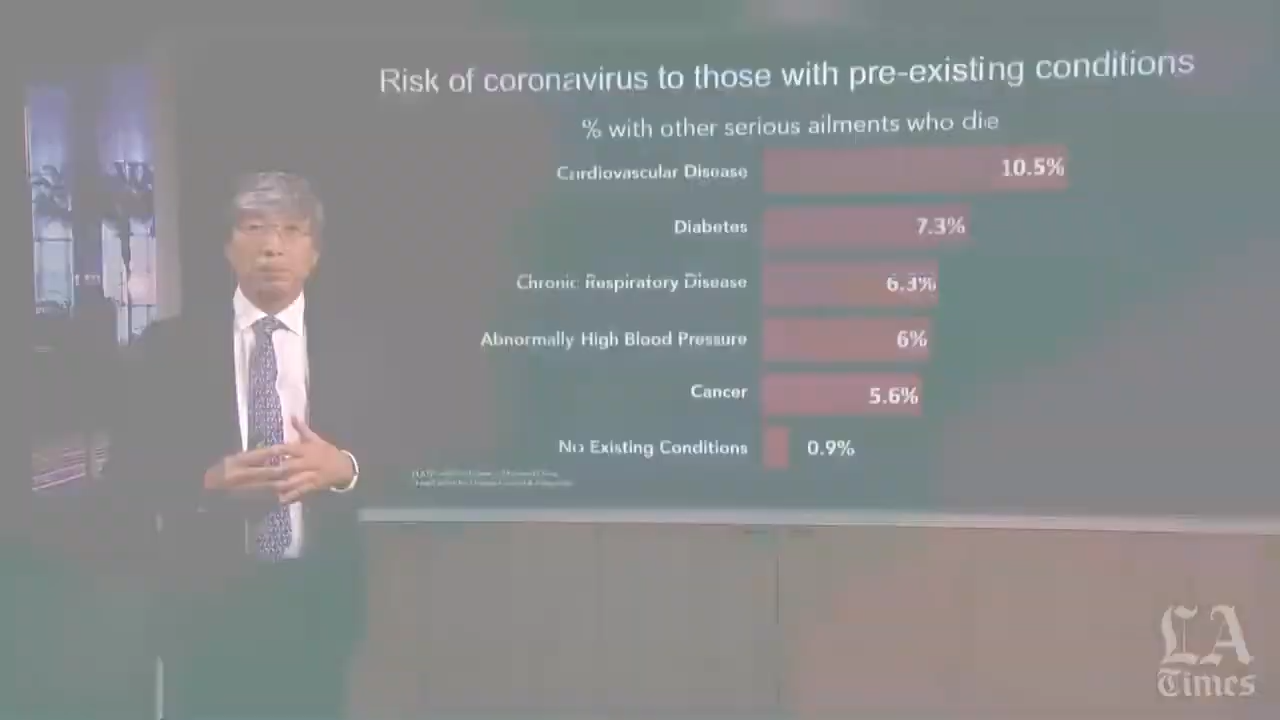 Risk of coronavirus to those with pre-existing conditions
% with other serious ailments who die
Cardiovascular Disease 10.5%
Diabetes 7.3%
Chronic Respiratory Disease 6.3%
Abnormally High Blood Pressure 6%
Cancer 5.6%
No Existing Conditions 0.9%
LA
Times